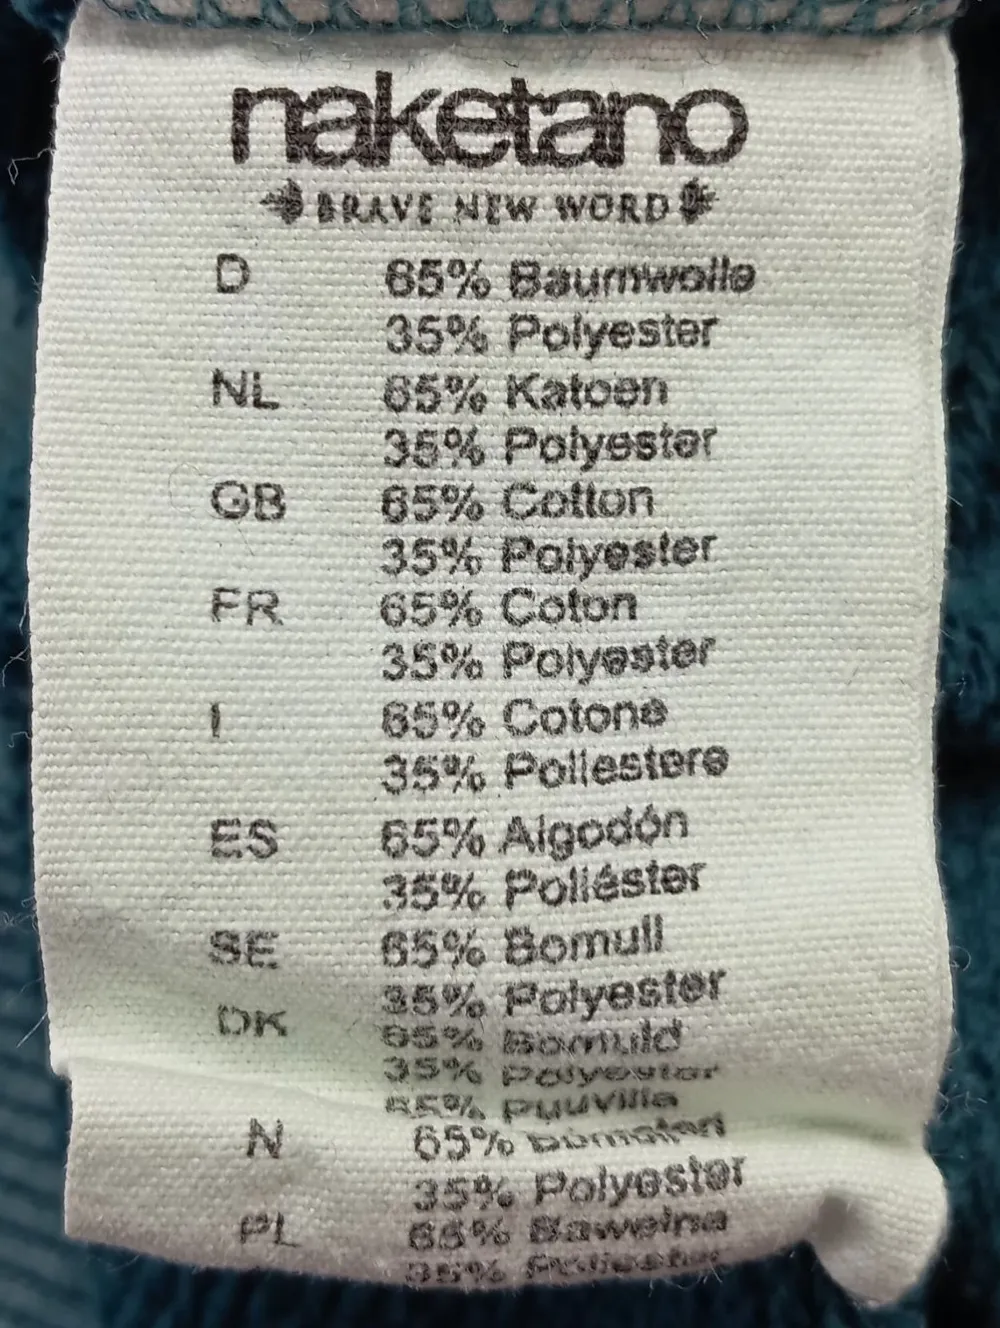 naketano
BRAVE NEW WORD
D 65% Baumwolle
35% Polyester
NL 65% Katoen
35% Polyester
GB 65% Cotton
35% Polyester
FR 65% Coton
35% Polyester
I 65% Cotone
35% Poliestere
ES 65% Algodón
35% Poliéster
SE 65% Bomull
35% Polyester
DK 65% Bomuld
35% Polyester
65% Puuvilla
N 65%
35% Polyester
PL 65% Bawelna
35% Poliester